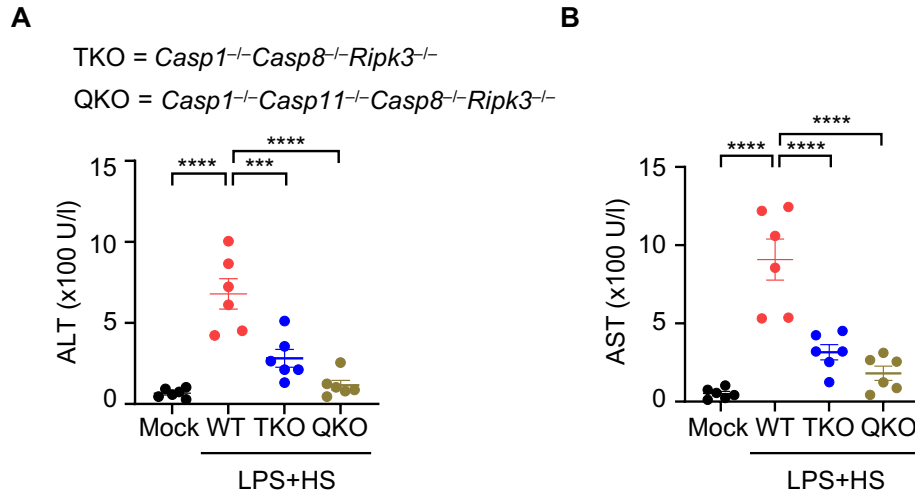 A
TKO = Casp1–/–Casp8–/–Ripk3–/–
QKO = Casp1–/–Casp11–/–Casp8–/–Ripk3–/–
****
**** ***
15
10
5
0
ALT (x100 U/l)
Mock WT TKO QKO
LPS+HS
B
****
**** ****
15
10
5
0
AST (x100 U/l)
Mock WT TKO QKO
LPS+HS